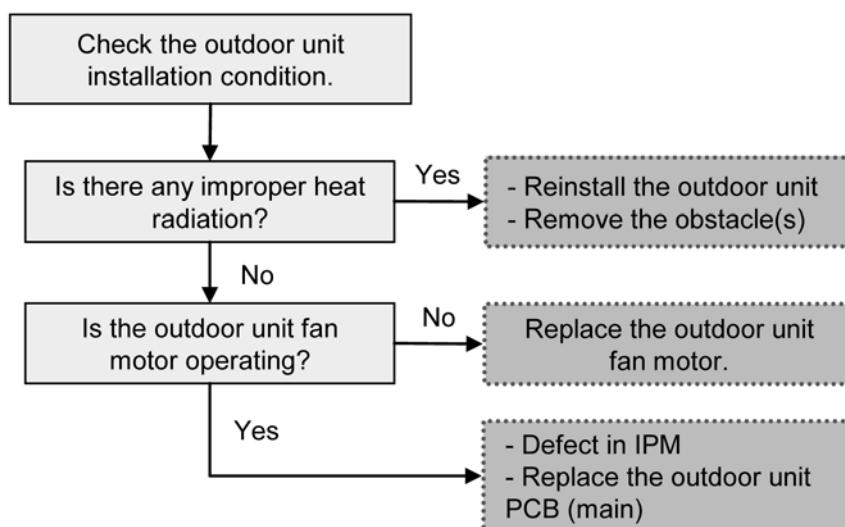 Check the outdoor unit
installation condition.
Is there any improper heat
radiation?
Yes
- Reinstall the outdoor unit
- Remove the obstacle(s)
No
Is the outdoor unit fan
motor operating?
No
Replace the outdoor unit
fan motor.
Yes
- Defect in IPM
- Replace the outdoor unit
PCB (main)